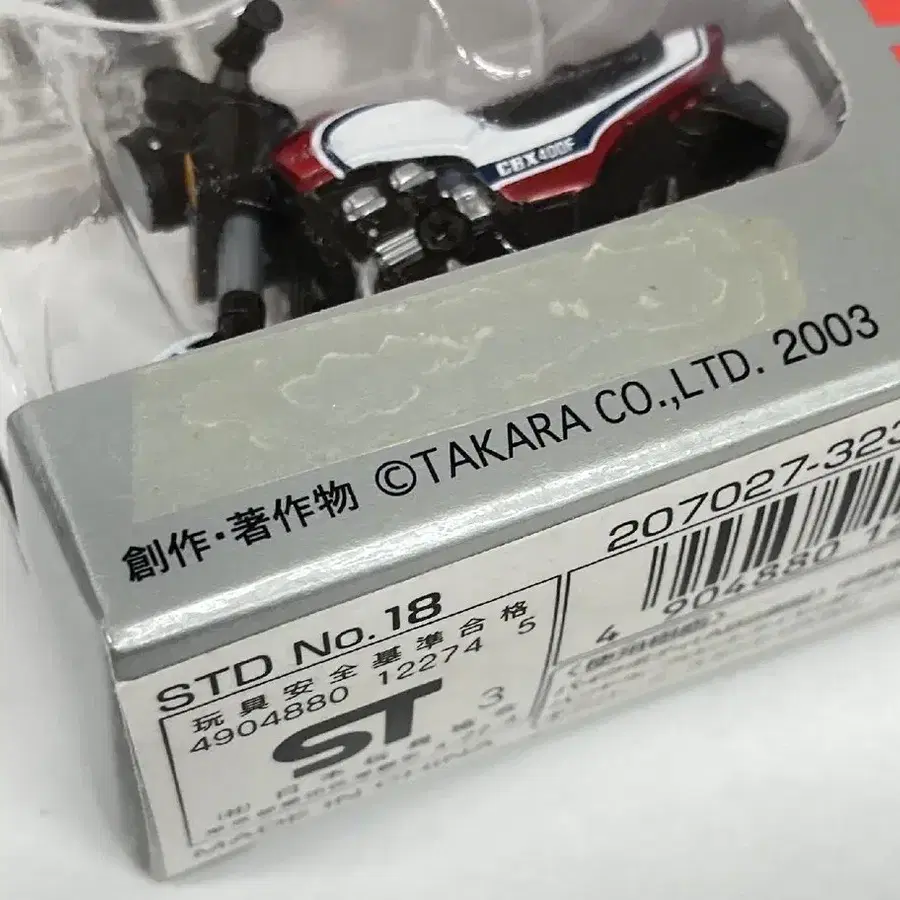 CBX400F
創作・著作物 ©TAKARA CO.,LTD. 2003
STD No.18
玩具安全基準合格
4904880 12274 5
ST 3
MADE IN CHINA
207027-323
4 904880 12